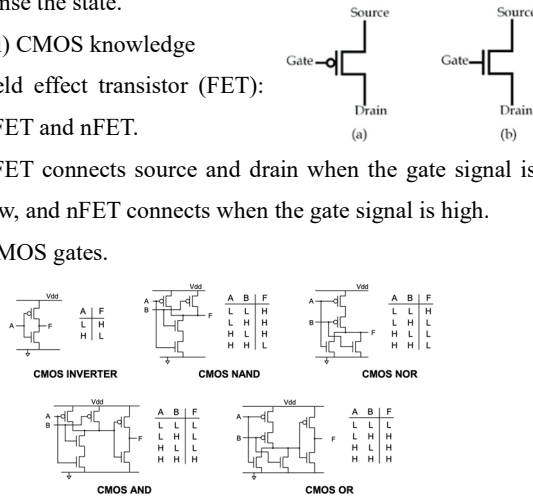 nse the state.
) CMOS knowledge
eld effect transistor (FET):
FET and nFET.
FET connects source and drain when the gate signal is
w, and nFET connects when the gate signal is high.
MOS gates.
Source Source
Gate Gate
Drain Drain
(a) (b)
Vdd
A F
A B F
L H
H L
CMOS INVERTER
Vdd
A B F
A
B F
L L H
L H H
H L H
H H L
CMOS NAND
Vdd
A B F
A
B F
L L H
L H L
H L L
H H L
CMOS NOR
Vdd
A B F
A
B F
L L L
L H L
H L L
H H H
CMOS AND
Vdd
A B F
A
B F
L L L
L H H
H L H
H H H
CMOS OR